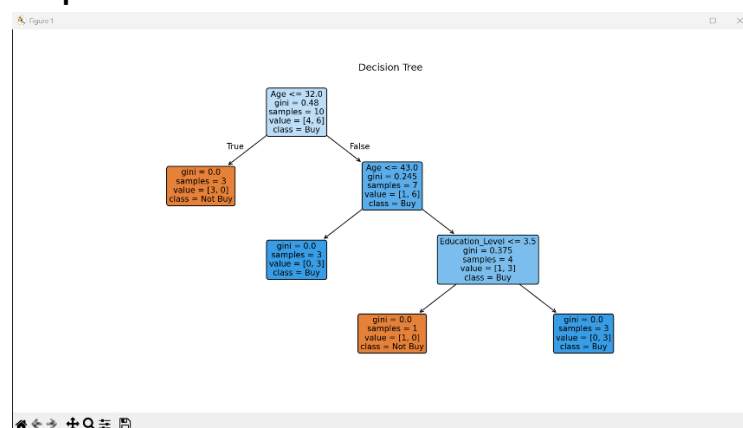 Figure 1
Decision Tree
Age <= 32.0
gini = 0.48
samples = 10
value = [4, 6]
class = Buy
True
False
gini = 0.0
samples = 3
value = [3, 0]
class = Not Buy
Age <= 43.0
gini = 0.245
samples = 7
value = [1, 6]
class = Buy
gini = 0.0
samples = 3
value = [0, 3]
class = Buy
Education_Level <= 3.5
gini = 0.375
samples = 4
value = [1, 3]
class = Buy
gini = 0.0
samples = 1
value = [1, 0]
class = Not Buy
gini = 0.0
samples = 3
value = [0, 3]
class = Buy